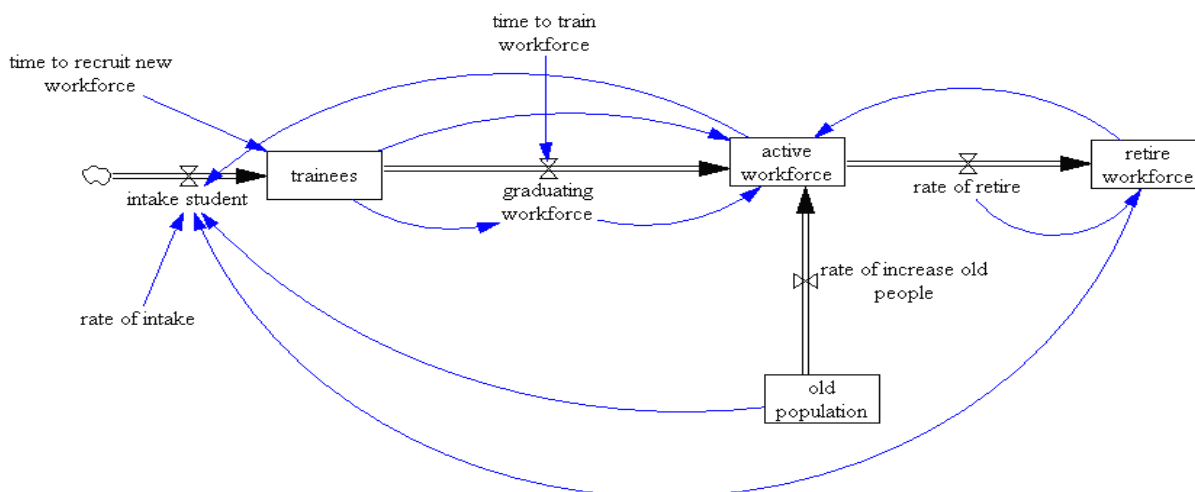 time to train
workforce
time to recruit new
workforce
active
workforce
retire
workforce
trainees
intake student
graduating
workforce
rate of retire
rate of increase old
people
rate of intake
old
population